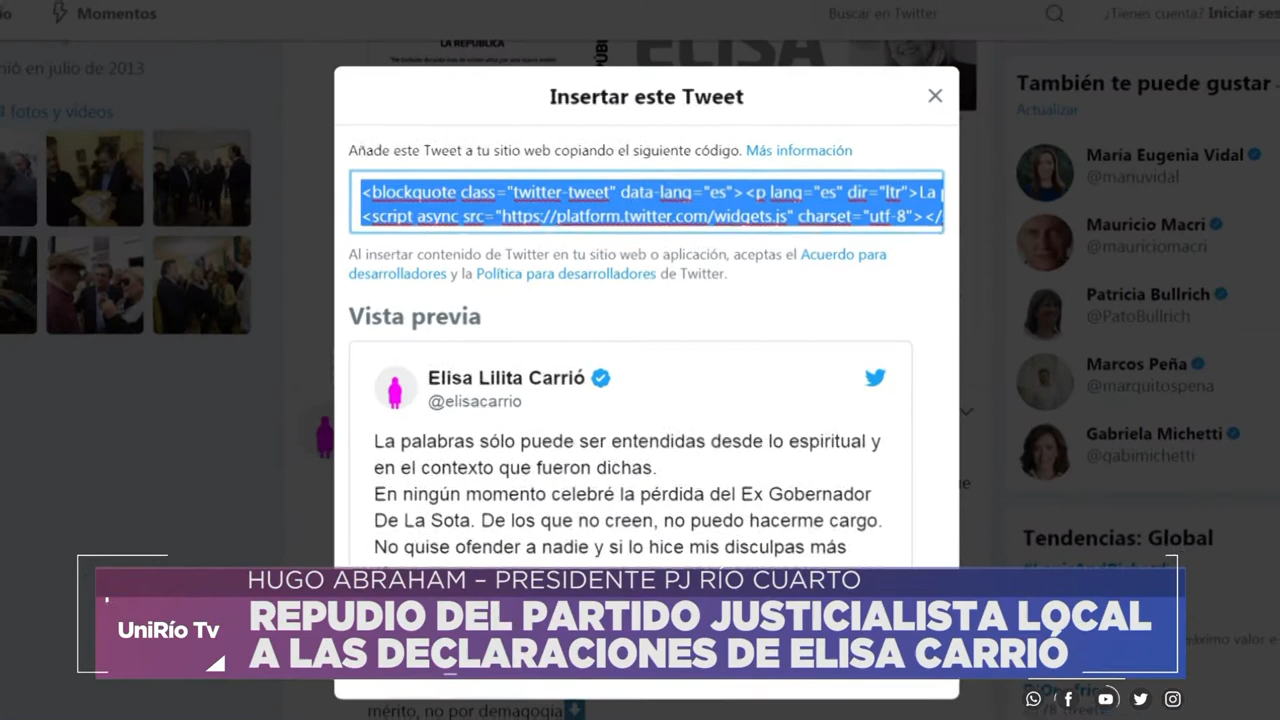 Momentos
Buscar en Twitter
¿Tienes cuenta? Iniciar ses
LA REPÚBLICA
ELISA
nió en julio de 2013
fotos y videos
Insertar este Tweet
Añade este Tweet a tu sitio web copiando el siguiente código. Más información
<blockquote class="twitter-tweet" data-lang="es"><p lang="es" dir="ltr">La
<script async src="https://platform.twitter.com/widgets.js" charset="utf-8"></
Al insertar contenido de Twitter en tu sitio web o aplicación, aceptas el Acuerdo para
desarrolladores y la Política para desarrolladores de Twitter.
Vista previa
Elisa Lilita Carrió
@elisacarrio
La palabras sólo puede ser entendidas desde lo espiritual y
en el contexto que fueron dichas.
En ningún momento celebré la pérdida del Ex Gobernador
De La Sota. De los que no creen, no puedo hacerme cargo.
No quise ofender a nadie y si lo hice mis disculpas más
También te puede gustar
Actualizar
María Eugenia Vidal
@mariuvidal
Mauricio Macri
@mauriciomacri
Patricia Bullrich
@PatoBullrich
Marcos Peña
@marquitospena
Gabriela Michetti
@gabimichetti
Tendencias: Global
HUGO ABRAHAM – PRESIDENTE PJ RÍO CUARTO
UniRío Tv
REPUDIO DEL PARTIDO JUSTICIALISTA LOCAL
A LAS DECLARACIONES DE ELISA CARRIÓ
áximo valor e
mérito, no por demagogia